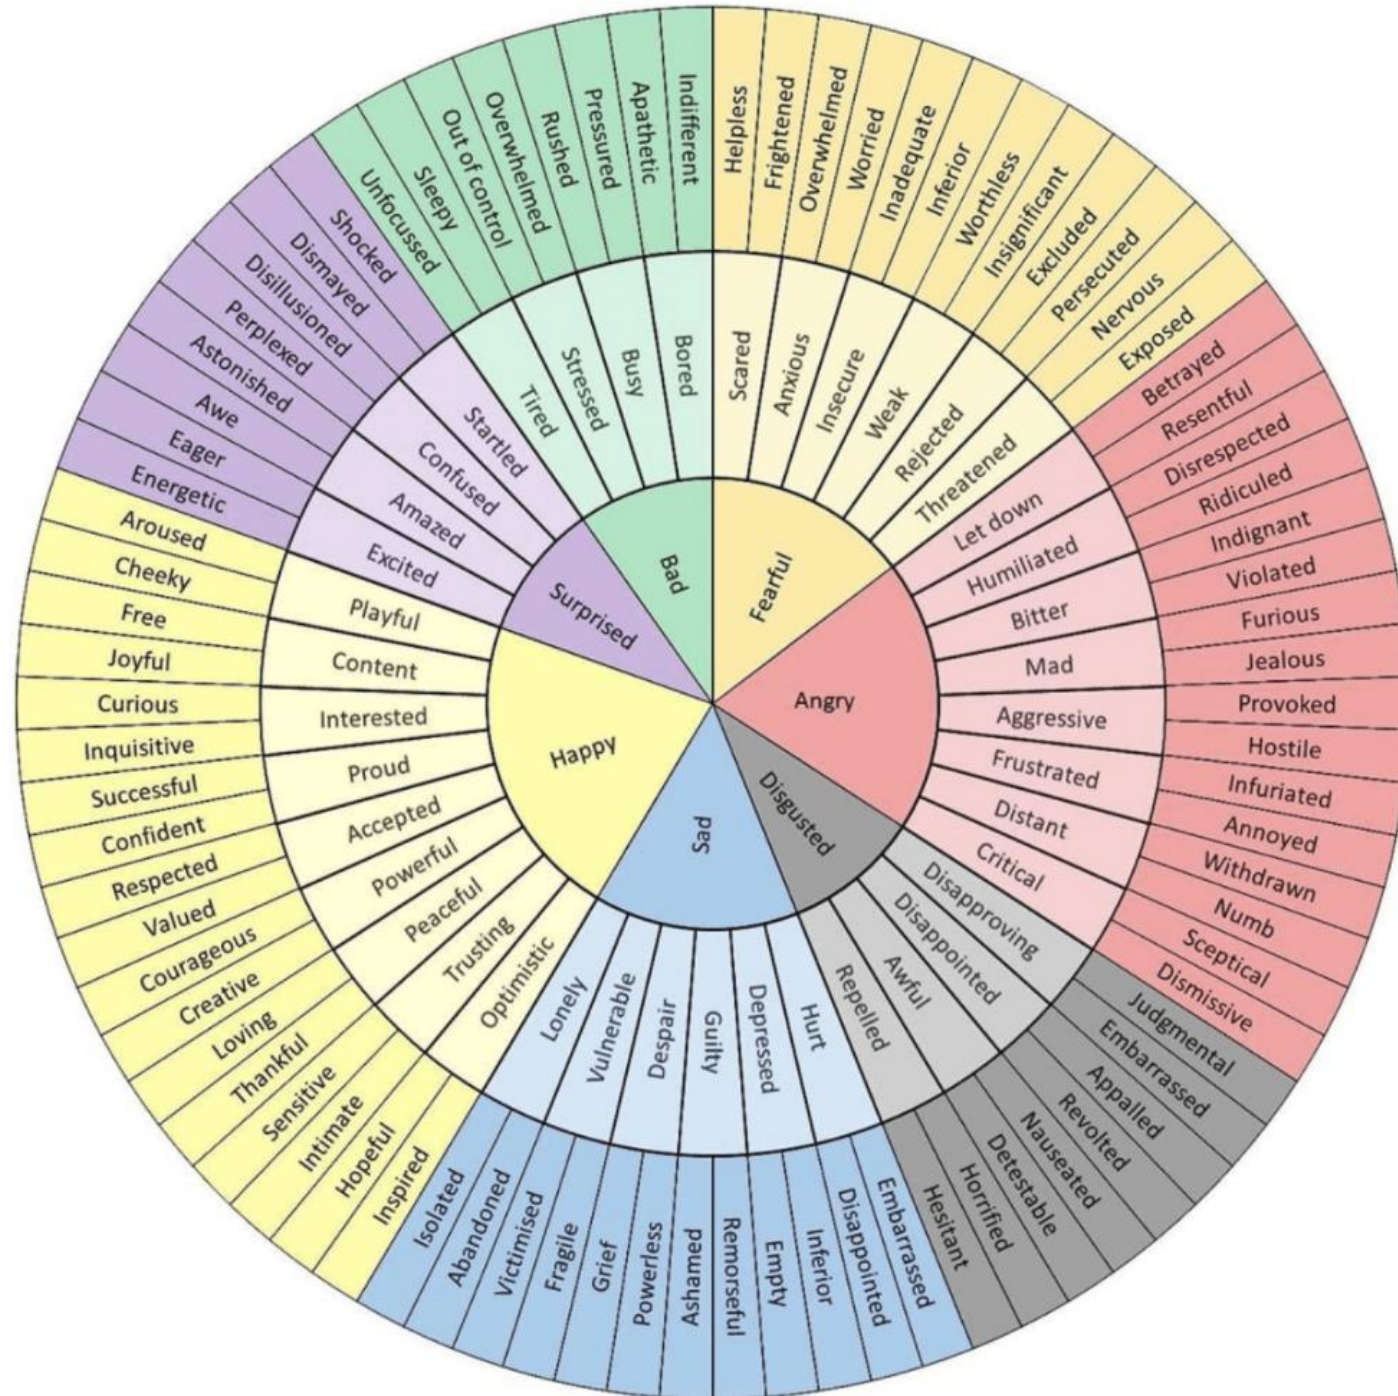 Fearful
Angry
Disgusted
Sad
Happy
Surprised
Bad
Scared
Anxious
Insecure
Weak
Rejected
Threatened
Let down
Humiliated
Bitter
Mad
Aggressive
Frustrated
Distant
Critical
Disapproving
Disappointed
Awful
Repelled
Hurt
Depressed
Guilty
Despair
Vulnerable
Lonely
Optimistic
Trusting
Peaceful
Powerful
Accepted
Proud
Interested
Content
Playful
Excited
Amazed
Confused
Startled
Tired
Stressed
Busy
Bored
Helpless
Frightened
Overwhelmed
Worried
Inadequate
Inferior
Worthless
Insignificant
Excluded
Persecuted
Nervous
Exposed
Betrayed
Resentful
Disrespected
Ridiculed
Indignant
Violated
Furious
Jealous
Provoked
Hostile
Infuriated
Annoyed
Withdrawn
Numb
Sceptical
Dismissive
Judgmental
Embarrassed
Appalled
Revolted
Nauseated
Detestable
Horrified
Hesitant
Embarrassed
Disappointed
Inferior
Empty
Remorseful
Ashamed
Powerless
Grief
Fragile
Victimised
Abandoned
Isolated
Inspired
Hopeful
Intimate
Sensitive
Thankful
Loving
Creative
Courageous
Valued
Respected
Confident
Successful
Inquisitive
Curious
Joyful
Free
Cheeky
Aroused
Energetic
Eager
Awe
Astonished
Perplexed
Disillusioned
Dismayed
Shocked
Unfocussed
Sleepy
Out of control
Overwhelmed
Rushed
Pressured
Apathetic
Indifferent